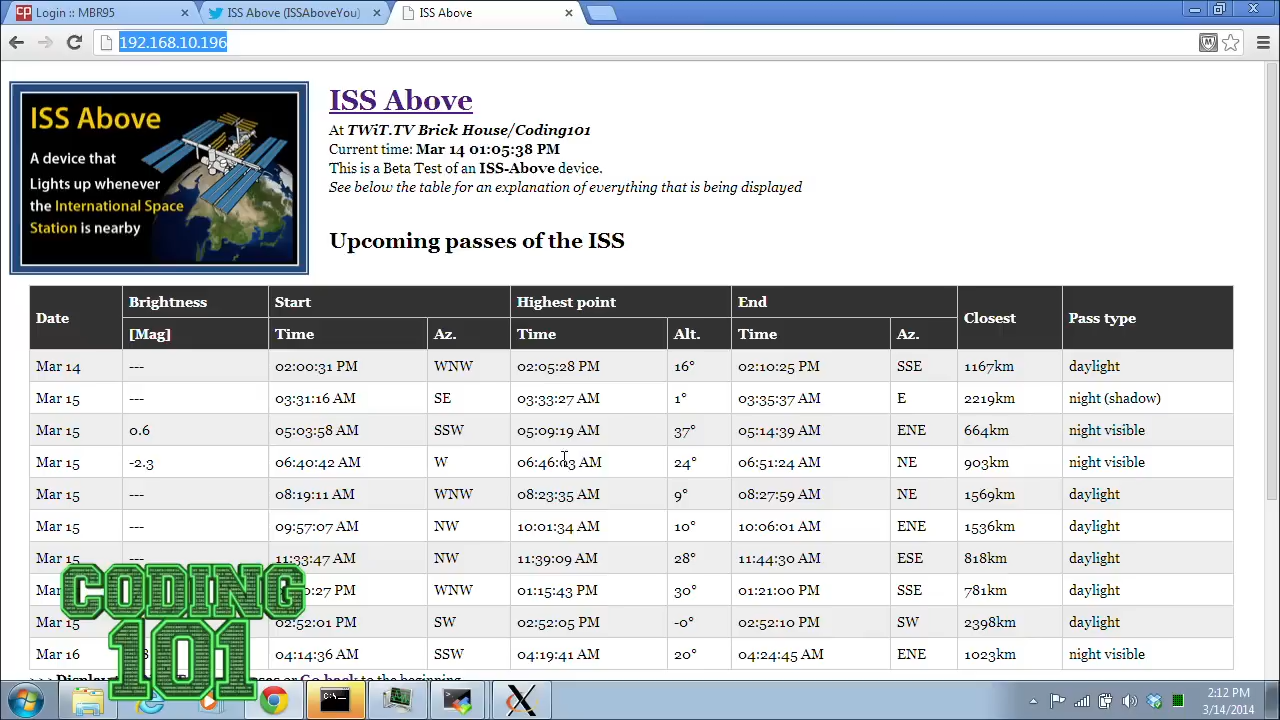 Login :: MBR95
ISS Above (ISSAboveYou)
ISS Above
192.168.10.196
ISS Above
A device that
Lights up whenever
the International Space
Station is nearby
ISS Above
At TWiT.TV Brick House/Coding101
Current time: Mar 14 01:05:38 PM
This is a Beta Test of an ISS-Above device.
See below the table for an explanation of everything that is being displayed
Upcoming passes of the ISS
Date Brightness Start Highest point End Closest Pass type
[Mag] Time Az. Time Alt. Time Az.
Mar 14 --- 02:00:31 PM WNW 02:05:28 PM 16° 02:10:25 PM SSE 1167km daylight
Mar 15 --- 03:31:16 AM SE 03:33:27 AM 1° 03:35:37 AM E 2219km night (shadow)
Mar 15 0.6 05:03:58 AM SSW 05:09:19 AM 37° 05:14:39 AM ENE 664km night visible
Mar 15 -2.3 06:40:42 AM W 06:46:03 AM 24° 06:51:24 AM NE 903km night visible
Mar 15 --- 08:19:11 AM WNW 08:23:35 AM 9° 08:27:59 AM NE 1569km daylight
Mar 15 --- 09:57:07 AM NW 10:01:34 AM 10° 10:06:01 AM ENE 1536km daylight
Mar 15 --- 11:33:47 AM NW 11:39:09 AM 28° 11:44:30 AM ESE 818km daylight
PM WNW 01:15:43 PM 30° PM SSE 781km daylight
02:52:01 PM SW PM 02:52:10 PM SW 2398km daylight
Mar 16 AM SSW AM 20° 04:24:45 AM ENE 1023km night visible
CODING
101
2:12 PM
3/14/2014